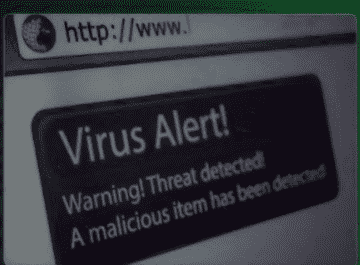 http://www.
Virus Alert!
Warning! Threat detected!
A malicious item has been detected